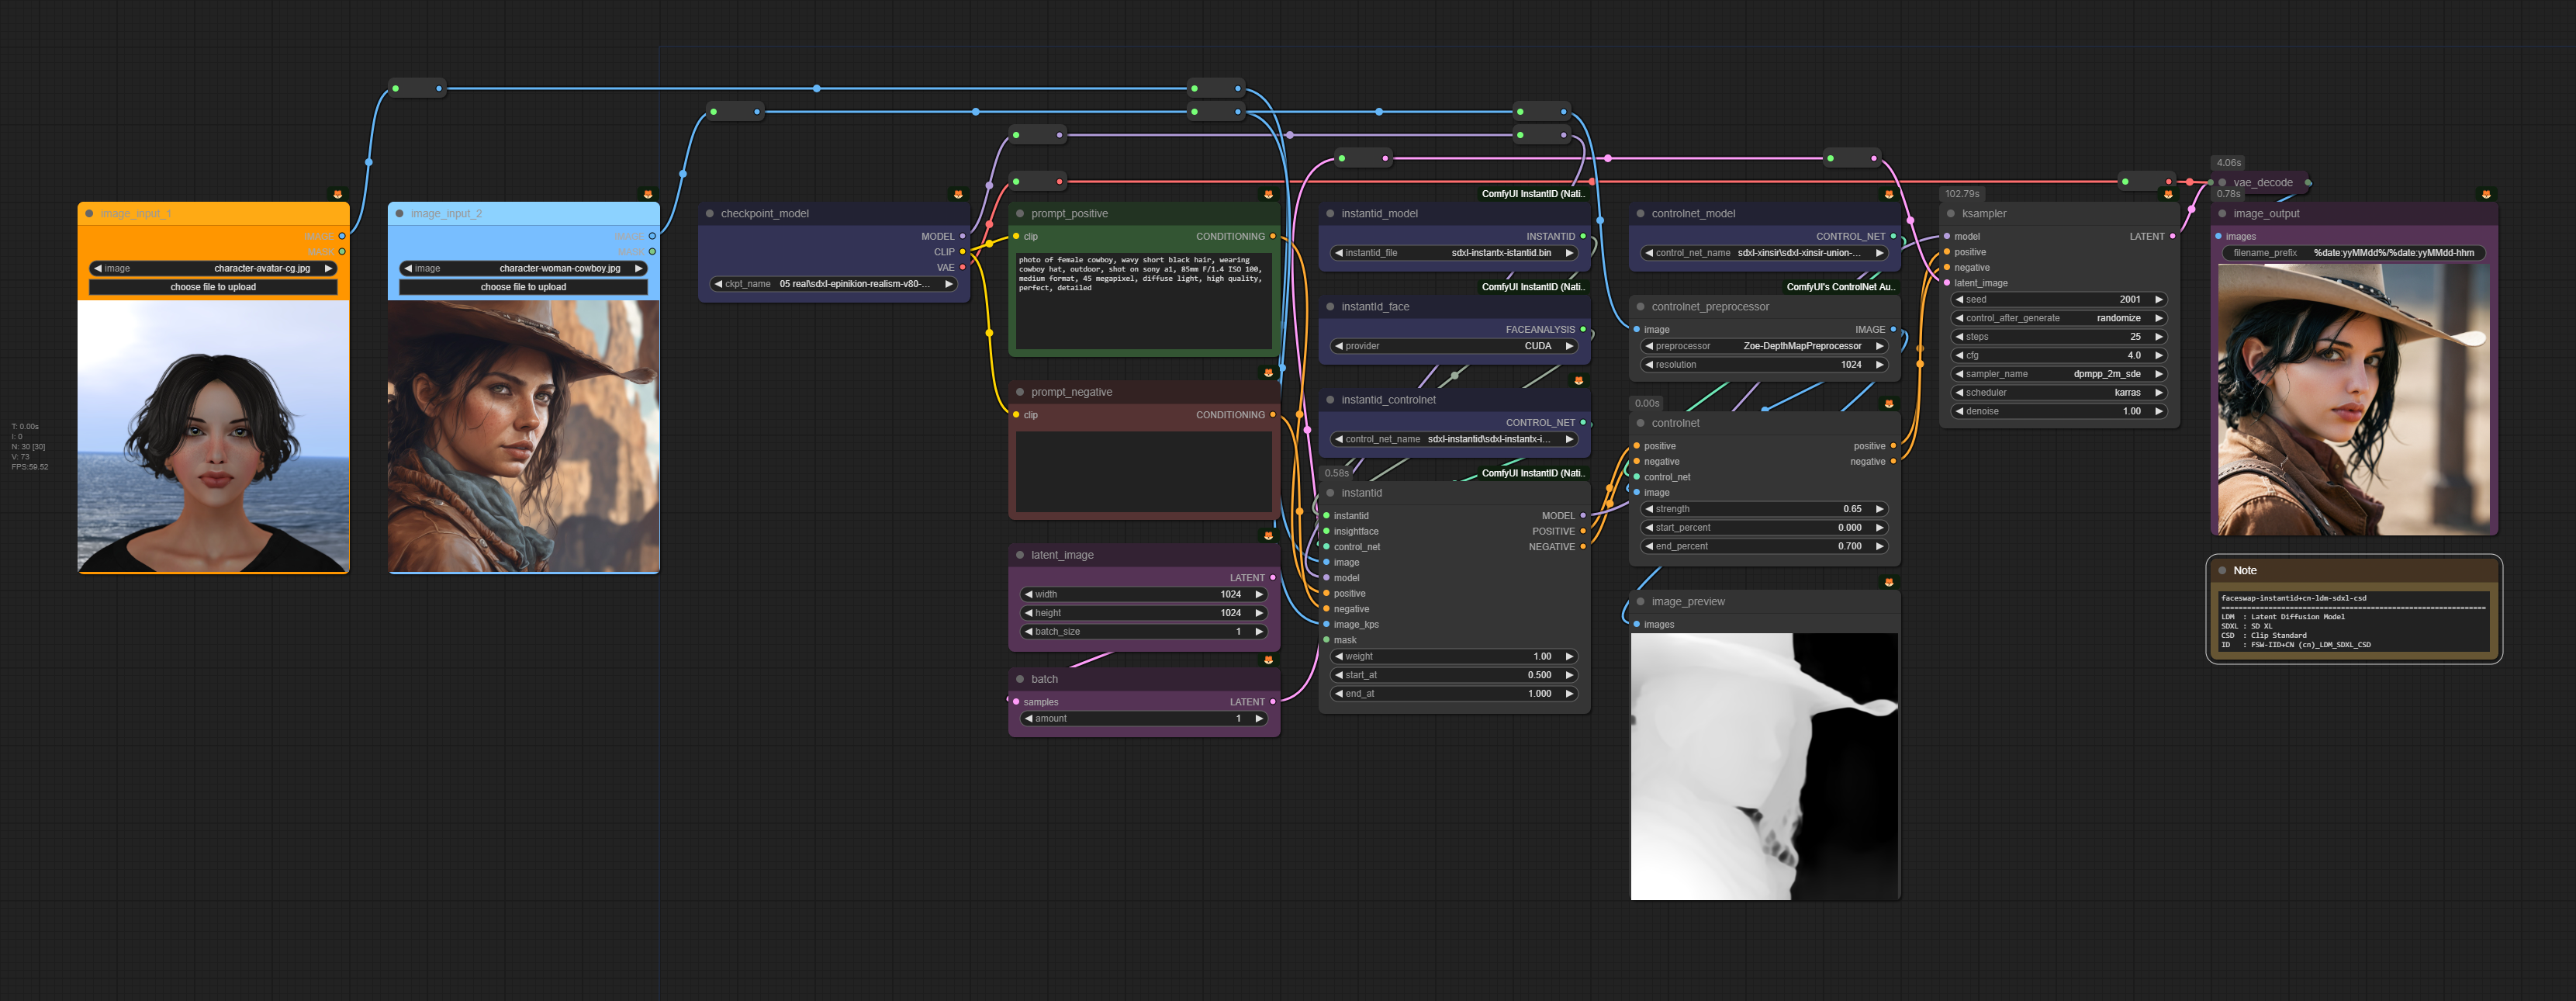 T: 0.00s
I: 0
N: 30 [30]
V: 73
FPS:59.52
image_input_1
IMAGE
MASK
image character-avatar-cg.jpg
choose file to upload
image_input_2
IMAGE
MASK
image character-woman-cowboy.jpg
choose file to upload
checkpoint_model
MODEL
CLIP
VAE
ckpt_name 05 real\sdxl-epinikion-realism-v80-...
prompt_positive
clip CONDITIONING
photo of female cowboy, wavy short black hair, wearing
cowboy hat, outdoor, shot on sony a1, 85mm F/1.4 ISO 100,
medium format, 45 megapixel, diffuse light, high quality,
perfect, detailed
prompt_negative
clip CONDITIONING
latent_image
LATENT
width 1024
height 1024
batch_size 1
batch
samples LATENT
amount 1
ComfyUI InstantID (Nati..
instantid_model
INSTANTID
instantid_file sdxl-instantx-istantid.bin
ComfyUI InstantID (Nati..
instantId_face
FACEANALYSIS
provider CUDA
instantid_controlnet
CONTROL_NET
control_net_name sdxl-instantid\sdxl-instantx-i...
0.58s
ComfyUI InstantID (Nati..
instantid
instantid MODEL
insightface POSITIVE
control_net NEGATIVE
image
model
positive
negative
image_kps
mask
weight 1.00
start_at 0.500
end_at 1.000
controlnet_model
CONTROL_NET
control_net_name sdxl-xinsir\sdxl-xinsir-union-...
ComfyUI's ControlNet Au..
controlnet_preprocessor
image IMAGE
preprocessor Zoe-DepthMapPreprocessor
resolution 1024
0.00s
controlnet
positive positive
negative negative
control_net
image
strength 0.65
start_percent 0.000
end_percent 0.700
image_preview
images
102.79s
ksampler
model LATENT
positive
negative
latent_image
seed 2001
control_after_generate randomize
steps 25
cfg 4.0
sampler_name dpmpp_2m_sde
scheduler karras
denoise 1.00
4.06s
vae_decode
0.78s
image_output
images
filename_prefix %date:yyMMdd%/%date:yyMMdd-hhm
Note
faceswap-instantid+cn-ldm-sdxl-csd
LDM : Latent Diffusion Model
SDXL : SD XL
CSD : Clip Standard
ID : FSW-IID+CN (cn)_LDM_SDXL_CSD